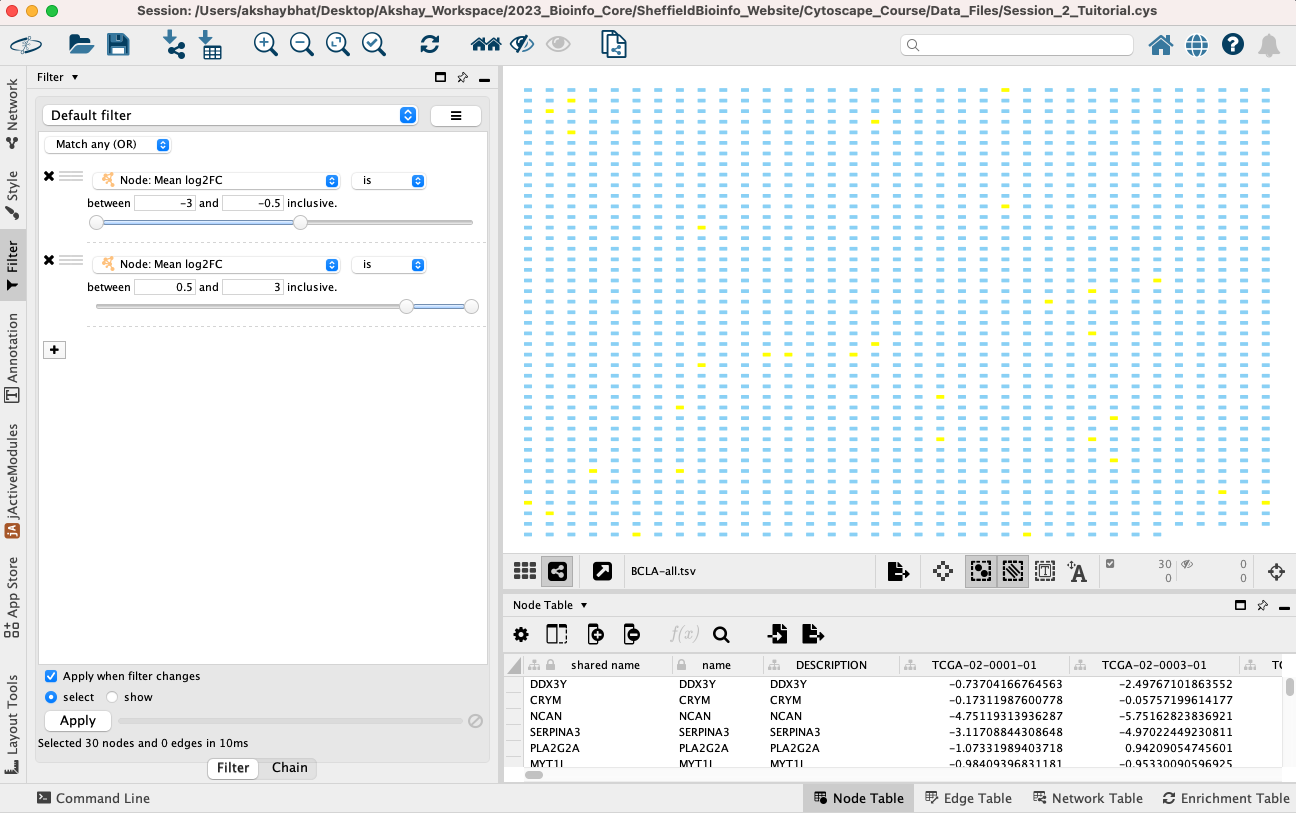 Session: /Users/akshaybhat/Desktop/Akshay_Workspace/2023_Bioinfo_Core/SheffieldBioinfo_Website/Cytoscape_Course/Data_Files/Session_2_Tuitorial.cys
Network
Style
Filter
Annotation
jActiveModules
jA
App Store
Layout Tools
Filter
Default filter
Match any (OR)
Node: Mean log2FC is
between -3 and -0.5 inclusive.
Node: Mean log2FC is
between 0.5 and 3 inclusive.
Apply when filter changes
select show
Apply
Selected 30 nodes and 0 edges in 10ms
Filter Chain
BCLA-all.tsv
T A
30 0
0 0
Node Table
f(x)
shared name name DESCRIPTION TCGA-02-0001-01 TCGA-02-0003-01
DDX3Y DDX3Y DDX3Y -0.73704166764563 -2.49767101863552
CRYM CRYM CRYM -0.17311987600778 -0.05757199614177
NCAN NCAN NCAN -4.75119313936287 -5.75162823836921
SERPINA3 SERPINA3 SERPINA3 -3.11708844308648 -4.97022449230811
PLA2G2A PLA2G2A PLA2G2A -1.07331989403718 0.94209054745601
MYT1L MYT1L MYT1L -0.98409396831181 -0.95330090596925
Command Line
Node Table Edge Table Network Table Enrichment Table